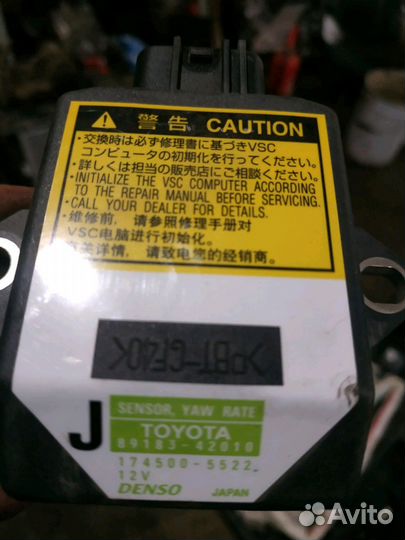 警告 CAUTION
・交換時は必ず修理書に基づきVSC
コンピュータの初期化を行ってください。
・詳しくは担当の販売店にご相談ください。
・INITIALIZE THE VSC COMPUTER ACCORDING
TO THE REPAIR MANUAL BEFORE SERVICING.
・CALL YOUR DEALER FOR DETAILS.
・维修前，请参照修理手册对
VSC电脑进行初始化。
详情，请致电您的经销商。
>PBT-GF40<
J
SENSOR, YAW RATE
TOYOTA
89183-42010
174500-5522
12V
DENSO JAPAN
Avito